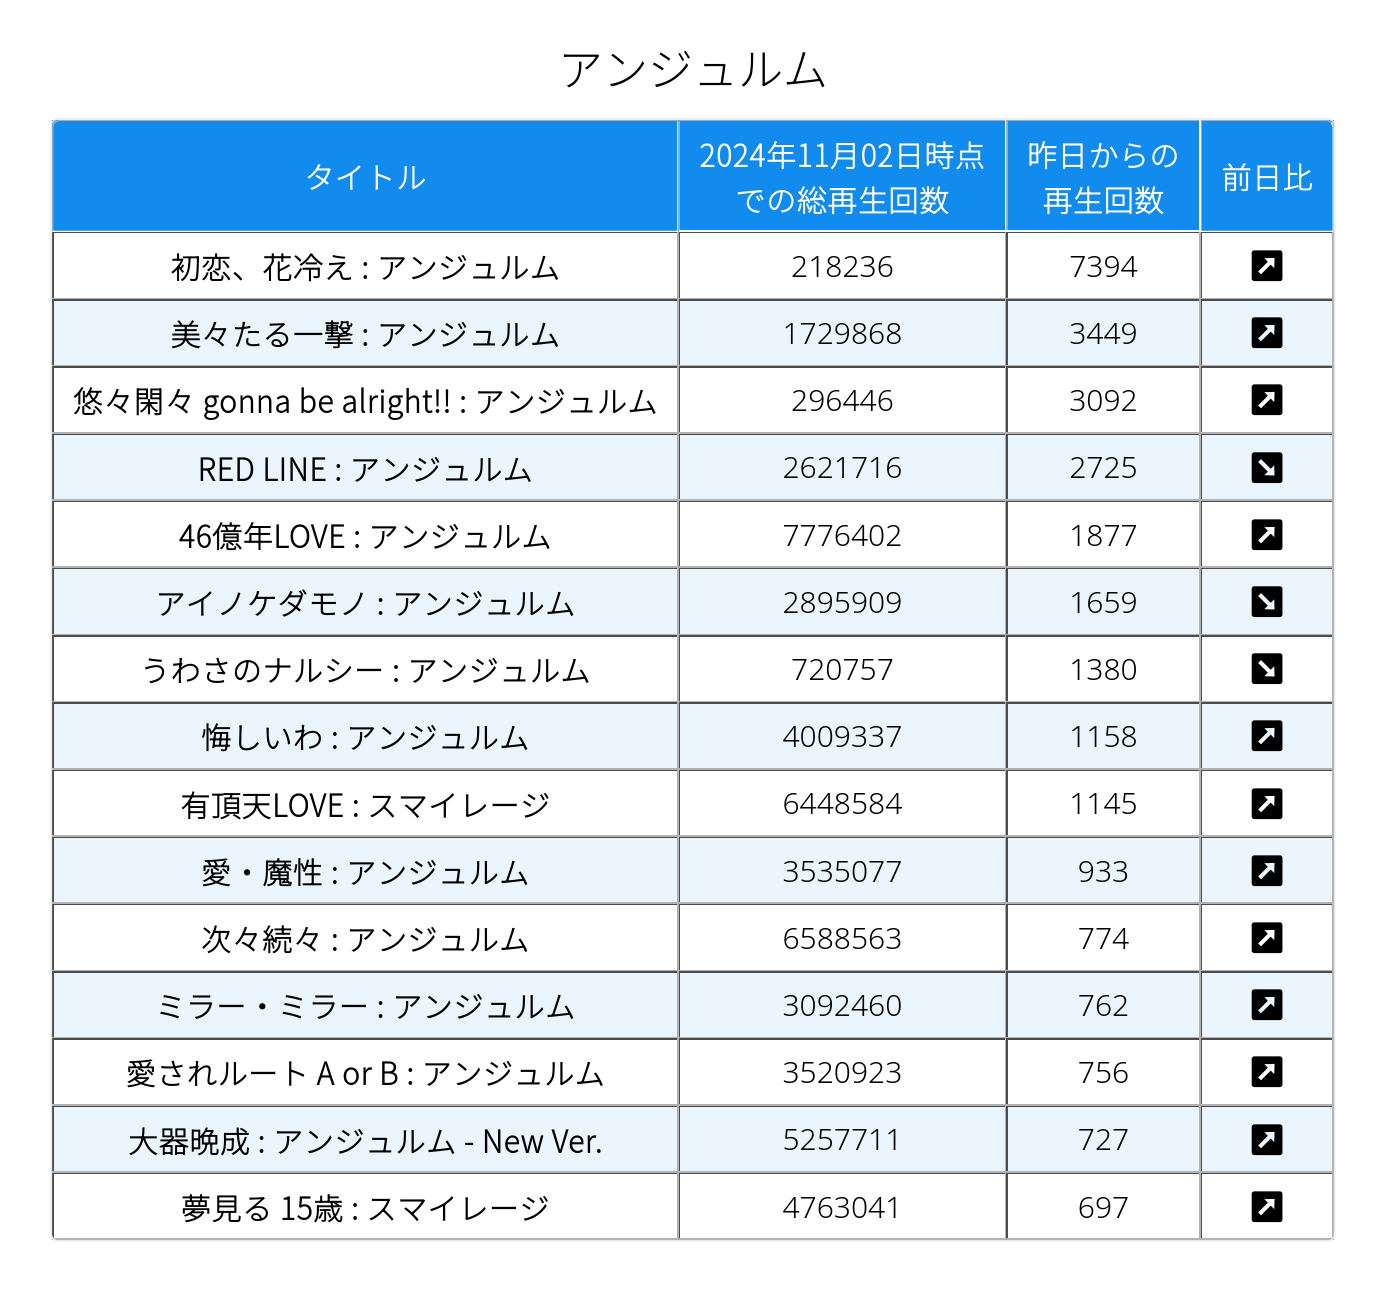 アンジュルム
タイトル 2024年11月02日時点での総再生回数 昨日からの再生回数 前日比
初恋、花冷え : アンジュルム 218236 7394 ↗
美々たる一撃 : アンジュルム 1729868 3449 ↗
悠々閑々 gonna be alright!! : アンジュルム 296446 3092 ↗
RED LINE : アンジュルム 2621716 2725 ↘
46億年LOVE : アンジュルム 7776402 1877 ↗
アイノケダモノ : アンジュルム 2895909 1659 ↘
うわさのナルシー : アンジュルム 720757 1380 ↘
悔しいわ : アンジュルム 4009337 1158 ↗
有頂天LOVE : スマイレージ 6448584 1145 ↗
愛・魔性 : アンジュルム 3535077 933 ↗
次々続々 : アンジュルム 6588563 774 ↗
ミラー・ミラー : アンジュルム 3092460 762 ↗
愛されルート A or B : アンジュルム 3520923 756 ↗
大器晩成 : アンジュルム - New Ver. 5257711 727 ↗
夢見る 15歳 : スマイレージ 4763041 697 ↗